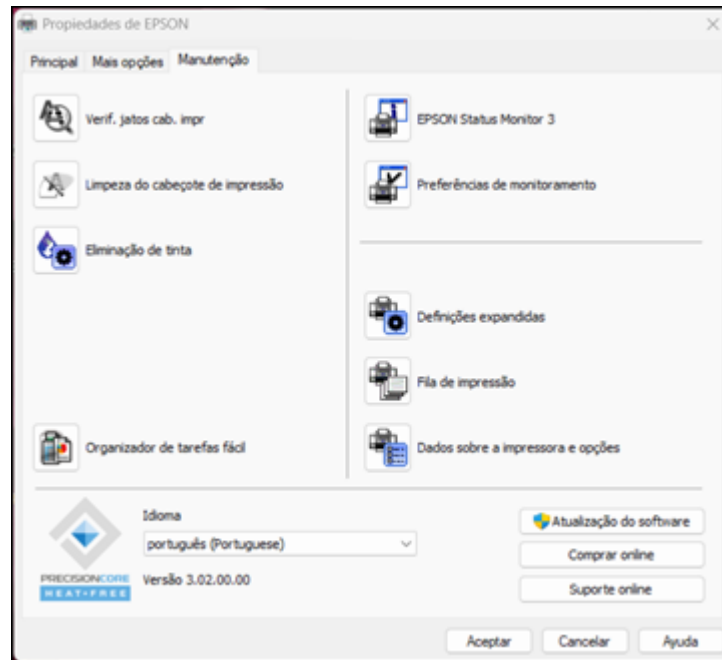 Propiedades de EPSON
Principal Mais opções Manutenção
Verif. jatos cab. impr
Limpeza do cabeçote de impressão
Eliminação de tinta
Organizador de tarefas fácil
EPSON Status Monitor 3
Preferências de monitoramento
Definições expandidas
Fila de impressão
Dados sobre a impressora e opções
PRECISIONCORE
HEAT-FREE
Idioma
português (Portuguese)
Versão 3.02.00.00
Atualização do software
Comprar online
Suporte online
Aceptar Cancelar Ayuda